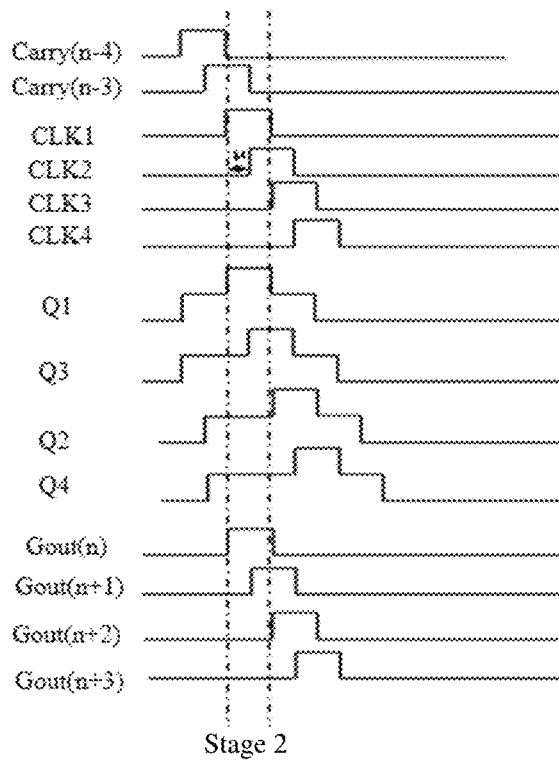 Carry(n-4)
Carry(n-3)
CLK1
CLK2
CLK3
CLK4
Q1
Q3
Q2
Q4
Gout(n)
Gout(n+1)
Gout(n+2)
Gout(n+3)
Stage 2